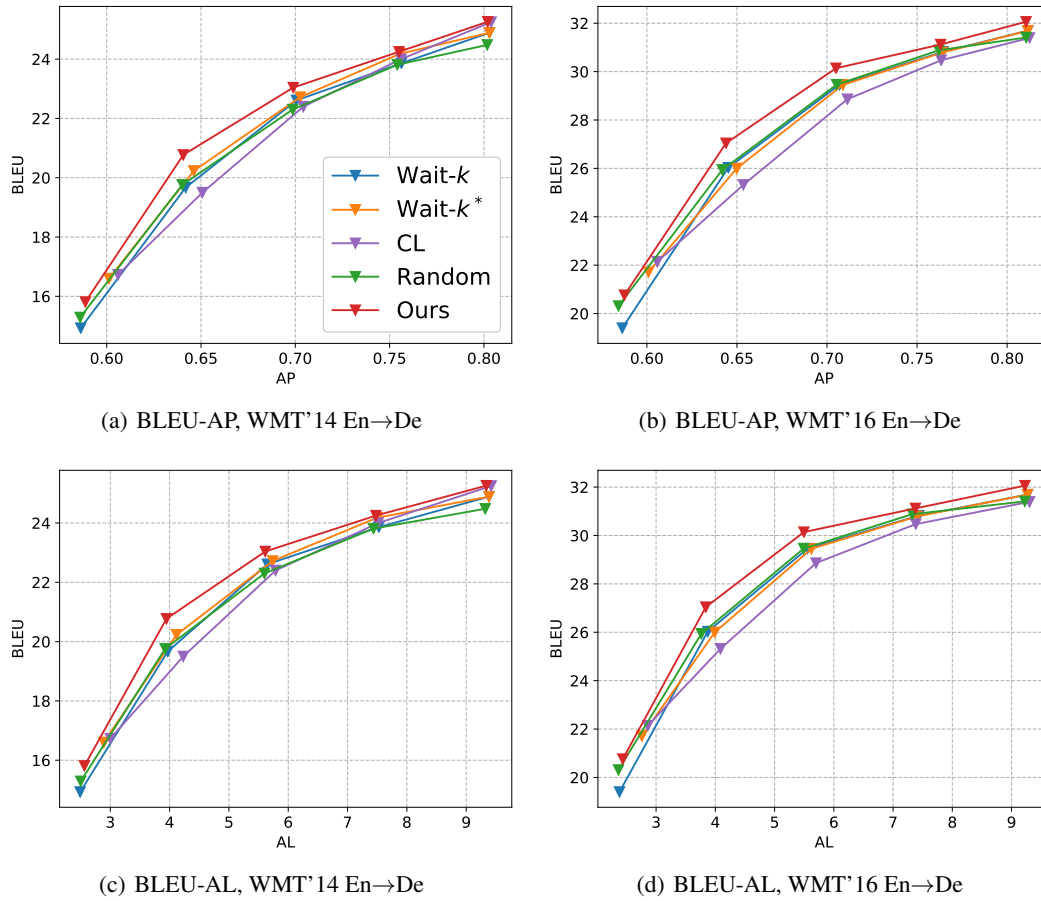 24
22
20
18
16
BLEU
0.60 0.65 0.70 0.75 0.80
AP
Wait-k
Wait-k*
CL
Random
Ours
(a) BLEU-AP, WMT'14 En→De
32
30
28
26
24
22
20
BLEU
0.60 0.65 0.70 0.75 0.80
AP
(b) BLEU-AP, WMT'16 En→De
24
22
20
18
16
BLEU
3 4 5 6 7 8 9
AL
(c) BLEU-AL, WMT'14 En→De
32
30
28
26
24
22
20
BLEU
3 4 5 6 7 8 9
AL
(d) BLEU-AL, WMT'16 En→De